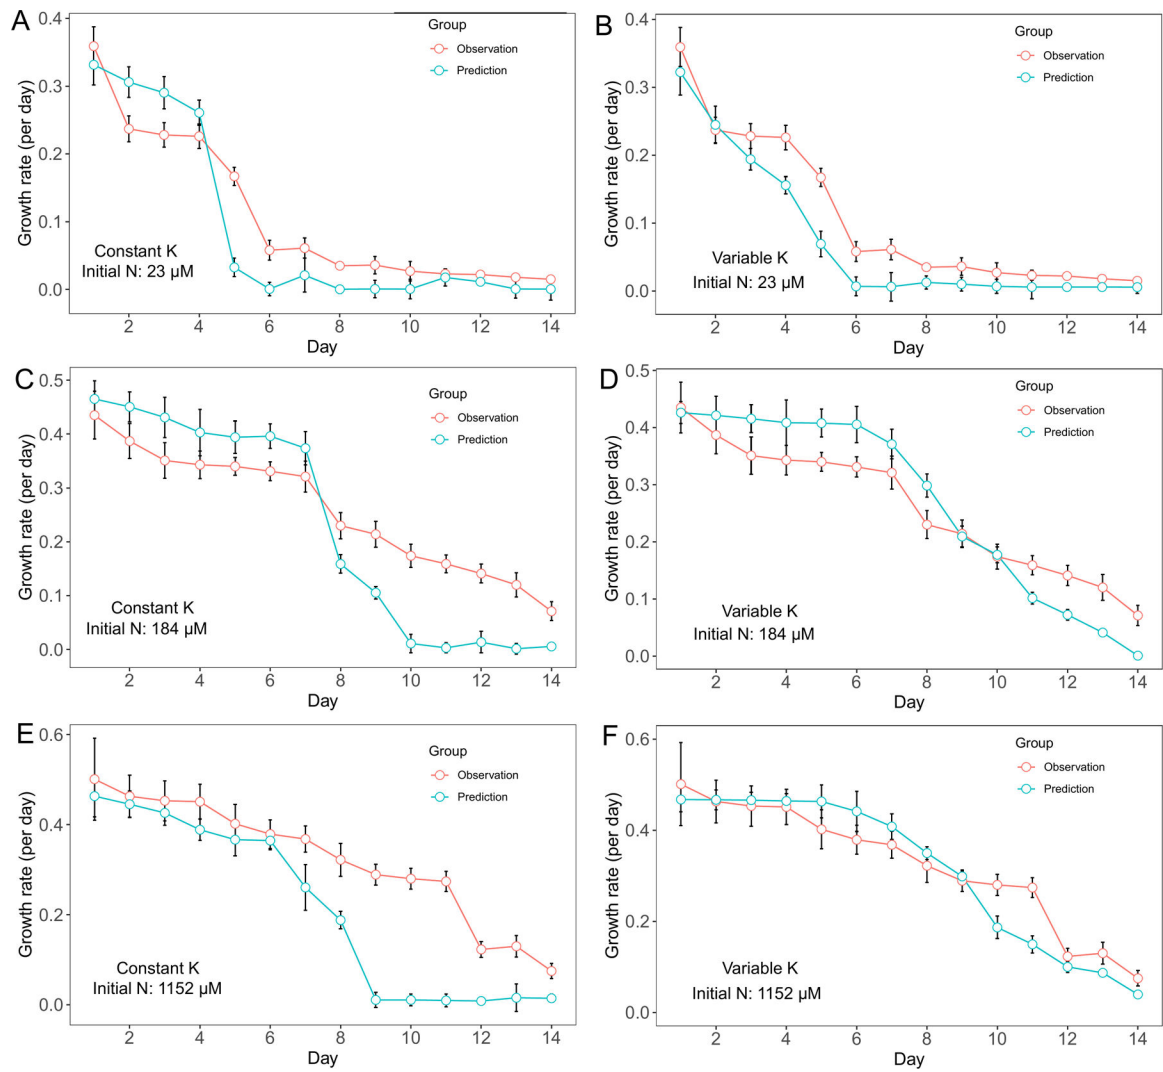 A
Group
Observation
Prediction
Growth rate (per day)
0.4
0.3
0.2
0.1
0.0
Constant K
Initial N: 23 µM
2 4 6 8 10 12 14
Day
B
Group
Observation
Prediction
Growth rate (per day)
0.4
0.3
0.2
0.1
0.0
Variable K
Initial N: 23 µM
2 4 6 8 10 12 14
Day
C
Group
Observation
Prediction
Growth rate (per day)
0.5
0.4
0.3
0.2
0.1
0.0
Constant K
Initial N: 184 µM
2 4 6 8 10 12 14
Day
D
Group
Observation
Prediction
Growth rate (per day)
0.5
0.4
0.3
0.2
0.1
0.0
Variable K
Initial N: 184 µM
2 4 6 8 10 12 14
Day
E
Group
Observation
Prediction
Growth rate (per day)
0.6
0.4
0.2
0.0
Constant K
Initial N: 1152 µM
2 4 6 8 10 12 14
Day
F
Group
Observation
Prediction
Growth rate (per day)
0.6
0.4
0.2
0.0
Variable K
Initial N: 1152 µM
2 4 6 8 10 12 14
Day